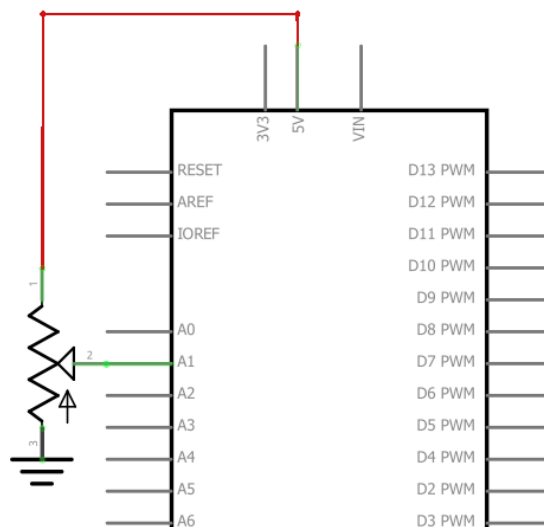 3V3
5V
VIN
RESET
AREF
IOREF
A0
A1
A2
A3
A4
A5
A6
D13 PWM
D12 PWM
D11 PWM
D10 PWM
D9 PWM
D8 PWM
D7 PWM
D6 PWM
D5 PWM
D4 PWM
D2 PWM
D3 PWM
1
2
3